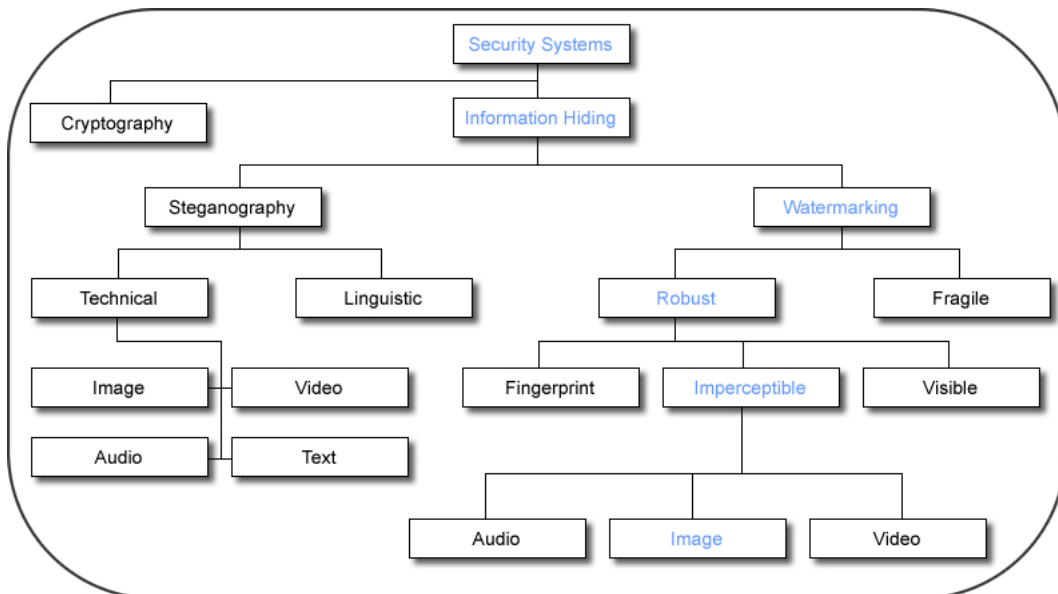 Security Systems
Cryptography
Information Hiding
Steganography
Watermarking
Technical
Linguistic
Robust
Fragile
Image
Video
Fingerprint
Imperceptible
Visible
Audio
Text
Audio
Image
Video